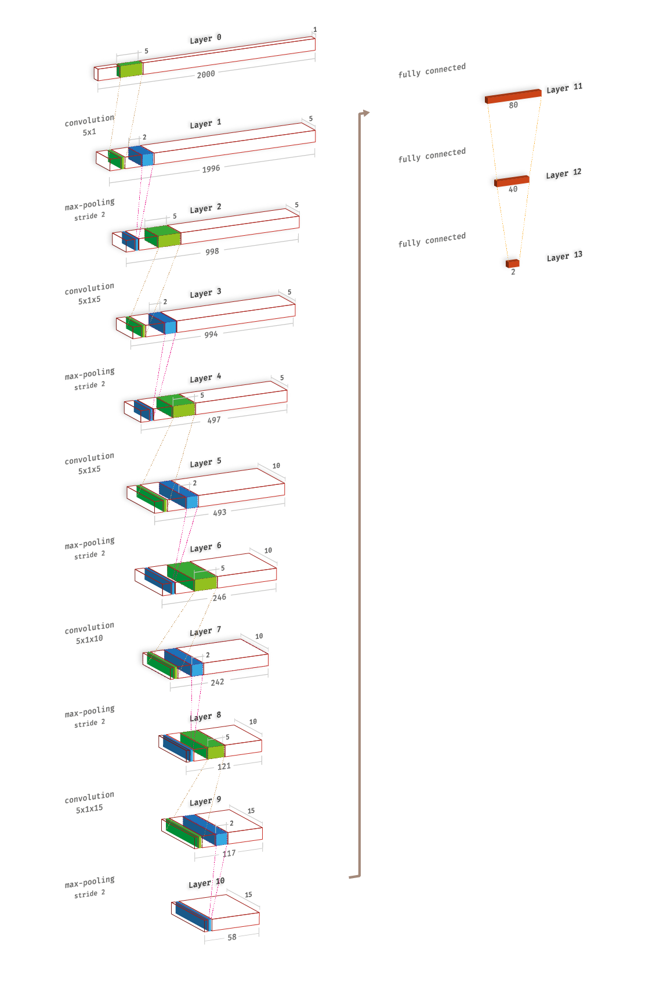 1
Layer 0
5
2000
convolution
5x1
Layer 1
5
2
1996
max-pooling
stride 2
Layer 2
5
5
998
convolution
5x1x5
Layer 3
5
2
994
max-pooling
stride 2
Layer 4
5
5
497
convolution
5x1x5
Layer 5
10
2
493
max-pooling
stride 2
Layer 6
10
5
246
convolution
5x1x10
Layer 7
10
2
242
max-pooling
stride 2
Layer 8
10
5
121
convolution
5x1x15
Layer 9
15
2
117
max-pooling
stride 2
Layer 10
15
58
fully connected
Layer 11
80
fully connected
Layer 12
40
fully connected
Layer 13
2